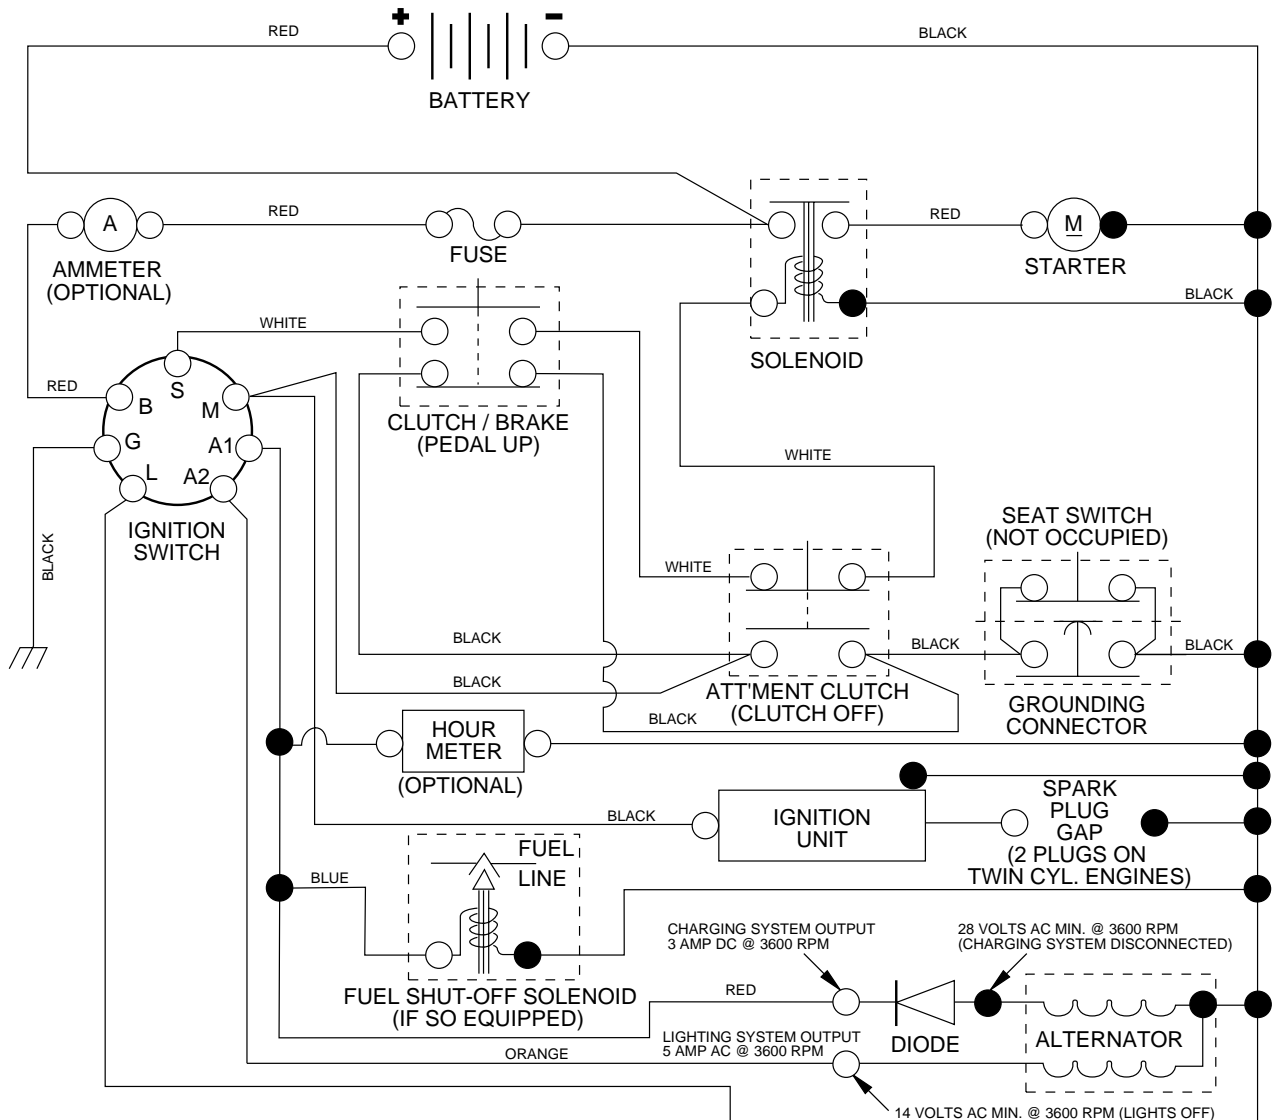 + −
RED
BLACK
BATTERY
A
RED
FUSE
RED
M
STARTER
AMMETER
(OPTIONAL)
BLACK
WHITE
SOLENOID
RED
S
B
M
G
A1
L
A2
CLUTCH / BRAKE
(PEDAL UP)
IGNITION
SWITCH
BLACK
WHITE
SEAT SWITCH
(NOT OCCUPIED)
WHITE
BLACK
BLACK
BLACK
BLACK
BLACK
ATT'MENT CLUTCH
(CLUTCH OFF)
GROUNDING
CONNECTOR
HOUR
METER
(OPTIONAL)
BLACK
IGNITION
UNIT
SPARK
PLUG
GAP
(2 PLUGS ON
TWIN CYL. ENGINES)
FUEL
LINE
BLUE
FUEL SHUT-OFF SOLENOID
(IF SO EQUIPPED)
CHARGING SYSTEM OUTPUT
3 AMP DC @ 3600 RPM
28 VOLTS AC MIN. @ 3600 RPM
(CHARGING SYSTEM DISCONNECTED)
RED
DIODE
ALTERNATOR
LIGHTING SYSTEM OUTPUT
5 AMP AC @ 3600 RPM
ORANGE
14 VOLTS AC MIN. @ 3600 RPM (LIGHTS OFF)